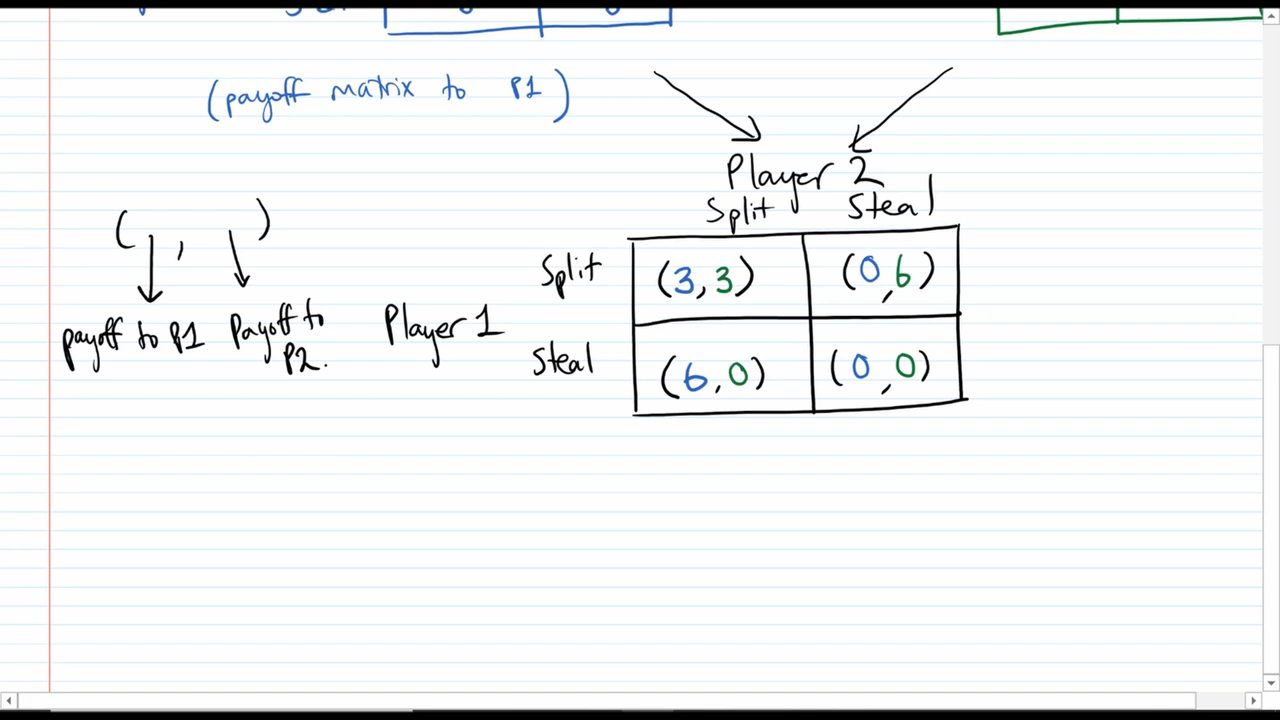 (payoff matrix to P1)
Player 2
Split Steal
( , )
payoff to P1
Payoff to
P2.
Player 1
Split (3,3) (0,6)
Steal (6,0) (0,0)